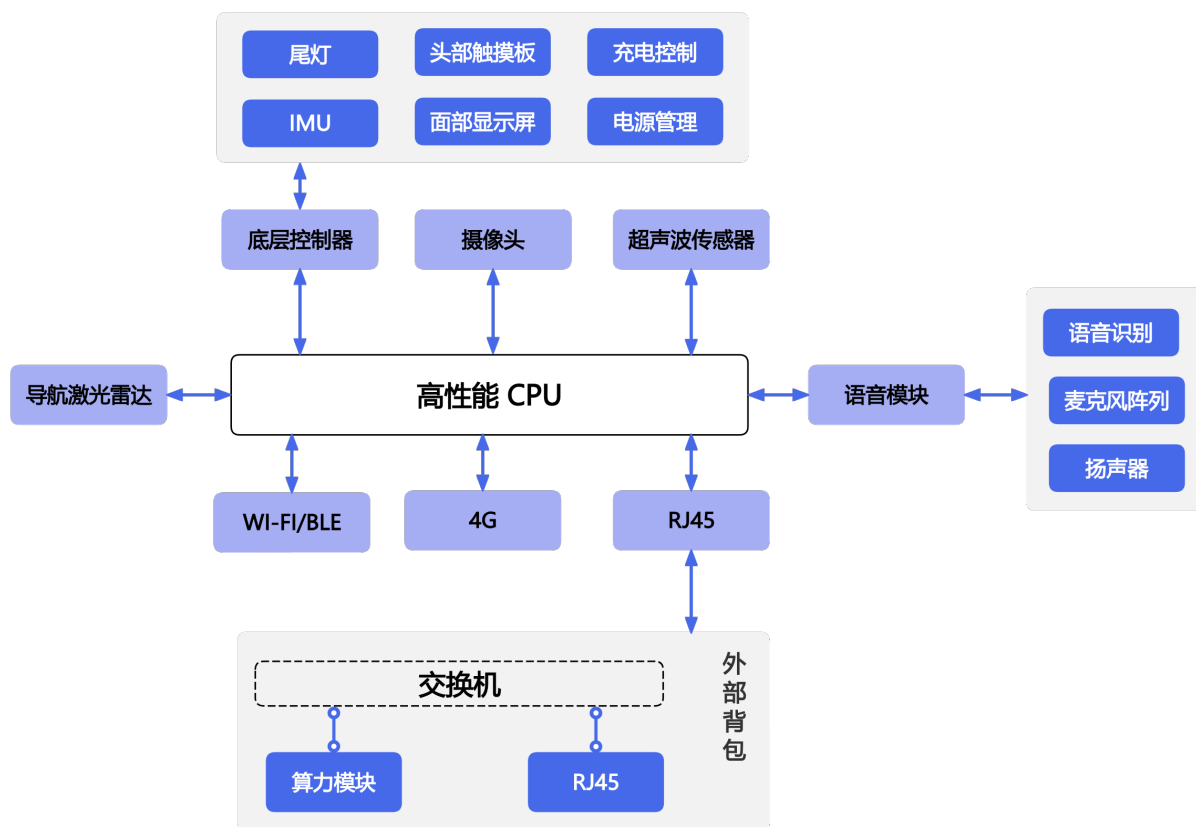 尾灯
头部触摸板
充电控制
IMU
面部显示屏
电源管理
底层控制器
摄像头
超声波传感器
导航激光雷达
高性能 CPU
语音模块
语音识别
麦克风阵列
扬声器
WI-FI/BLE
4G
RJ45
交换机
外部背包
算力模块
RJ45